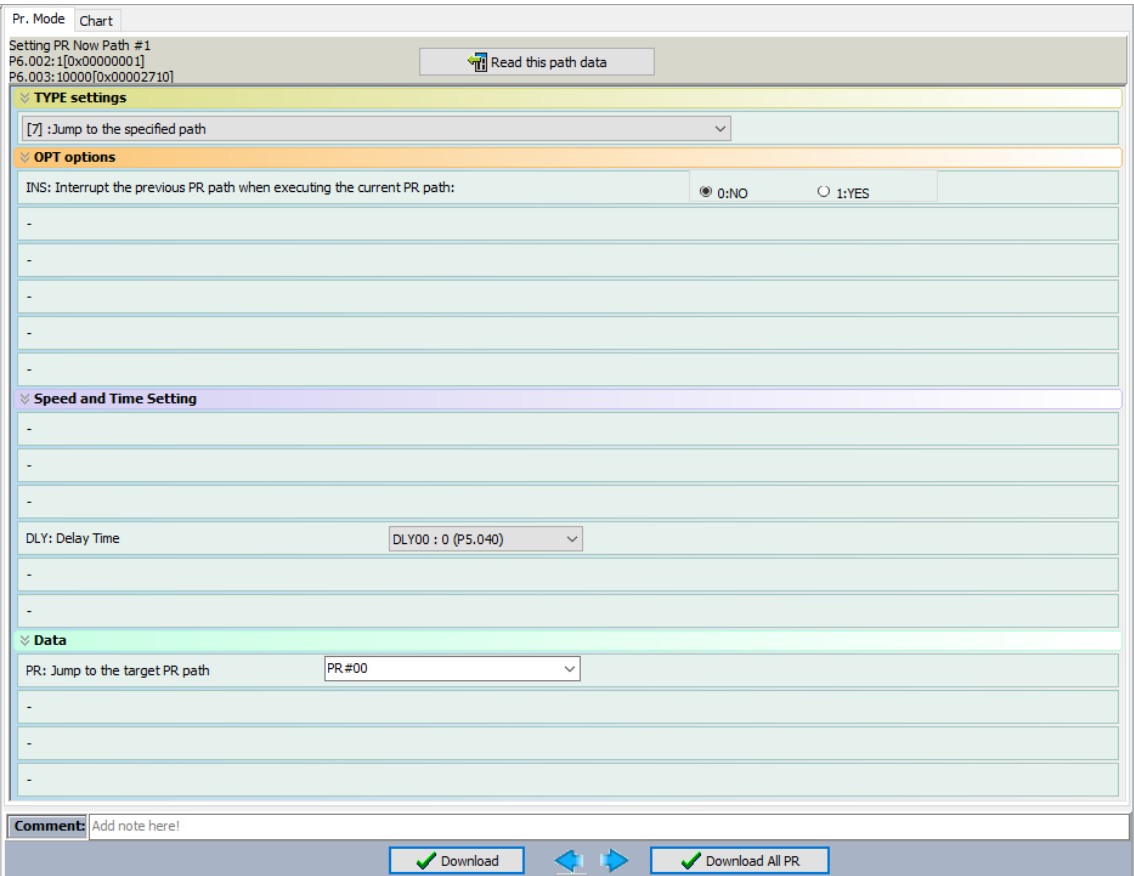 Pr. Mode Chart
Setting PR Now Path #1
P6.002:1[0x00000001]
P6.003:10000[0x00002710]
Read this path data
TYPE settings
[7] :Jump to the specified path
OPT options
INS: Interrupt the previous PR path when executing the current PR path: 0:NO 1:YES
-
-
-
-
-
Speed and Time Setting
-
-
-
DLY: Delay Time DLY00 : 0 (P5.040)
-
-
Data
PR: Jump to the target PR path PR#00
-
-
-
Comment: Add note here!
Download Download All PR